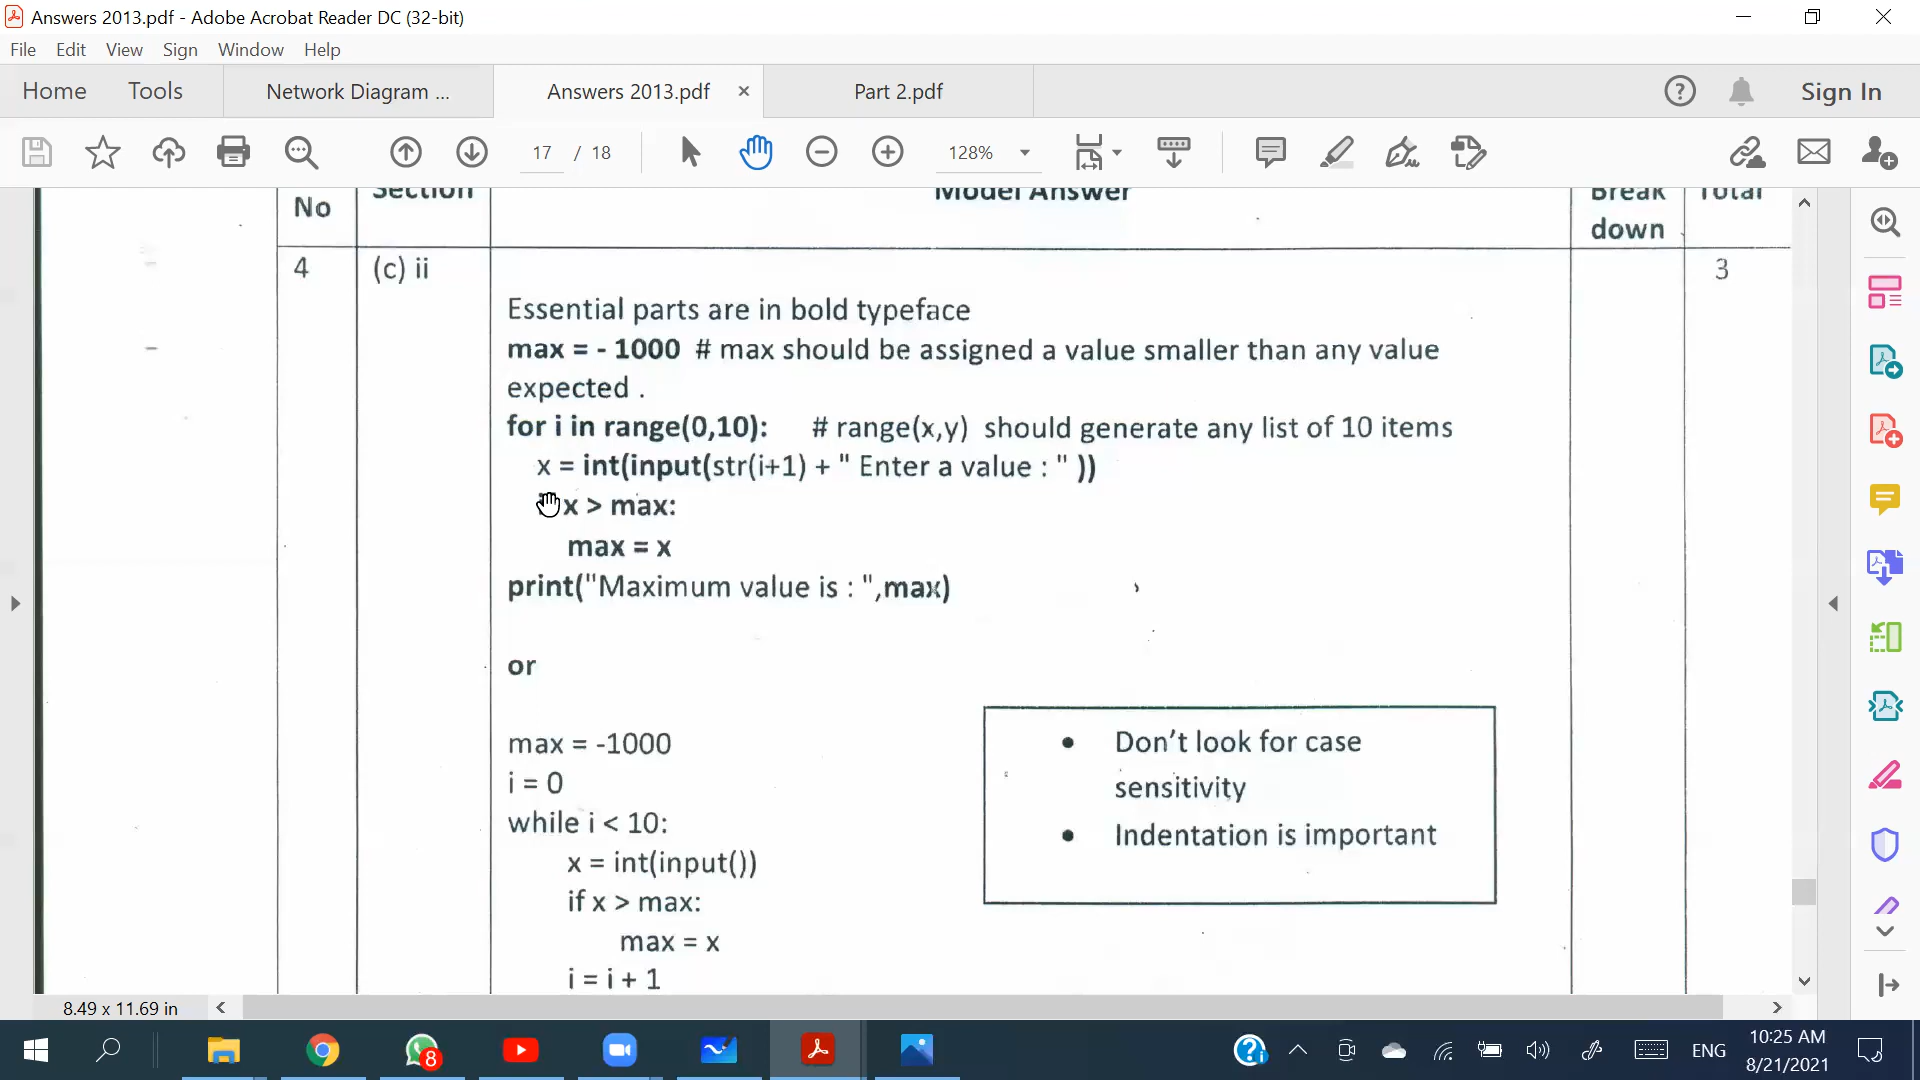 Answers 2013.pdf - Adobe Acrobat Reader DC (32-bit)
File Edit View Sign Window Help
Home Tools Network Diagram ... Answers 2013.pdf × Part 2.pdf ? Sign In
17 / 18 128%
No Section Model Answer Break down Total
4 (c) ii 3
Essential parts are in bold typeface
max = - 1000 # max should be assigned a value smaller than any value
expected .
for i in range(0,10): # range(x,y) should generate any list of 10 items
x = int(input(str(i+1) + " Enter a value : " ))
x > max:
max = x
print("Maximum value is : ",max)
or
max = -1000
i = 0
while i < 10:
x = int(input())
if x > max:
max = x
i = i + 1
• Don't look for case
sensitivity
• Indentation is important
8.49 x 11.69 in
8
ENG
10:25 AM
8/21/2021